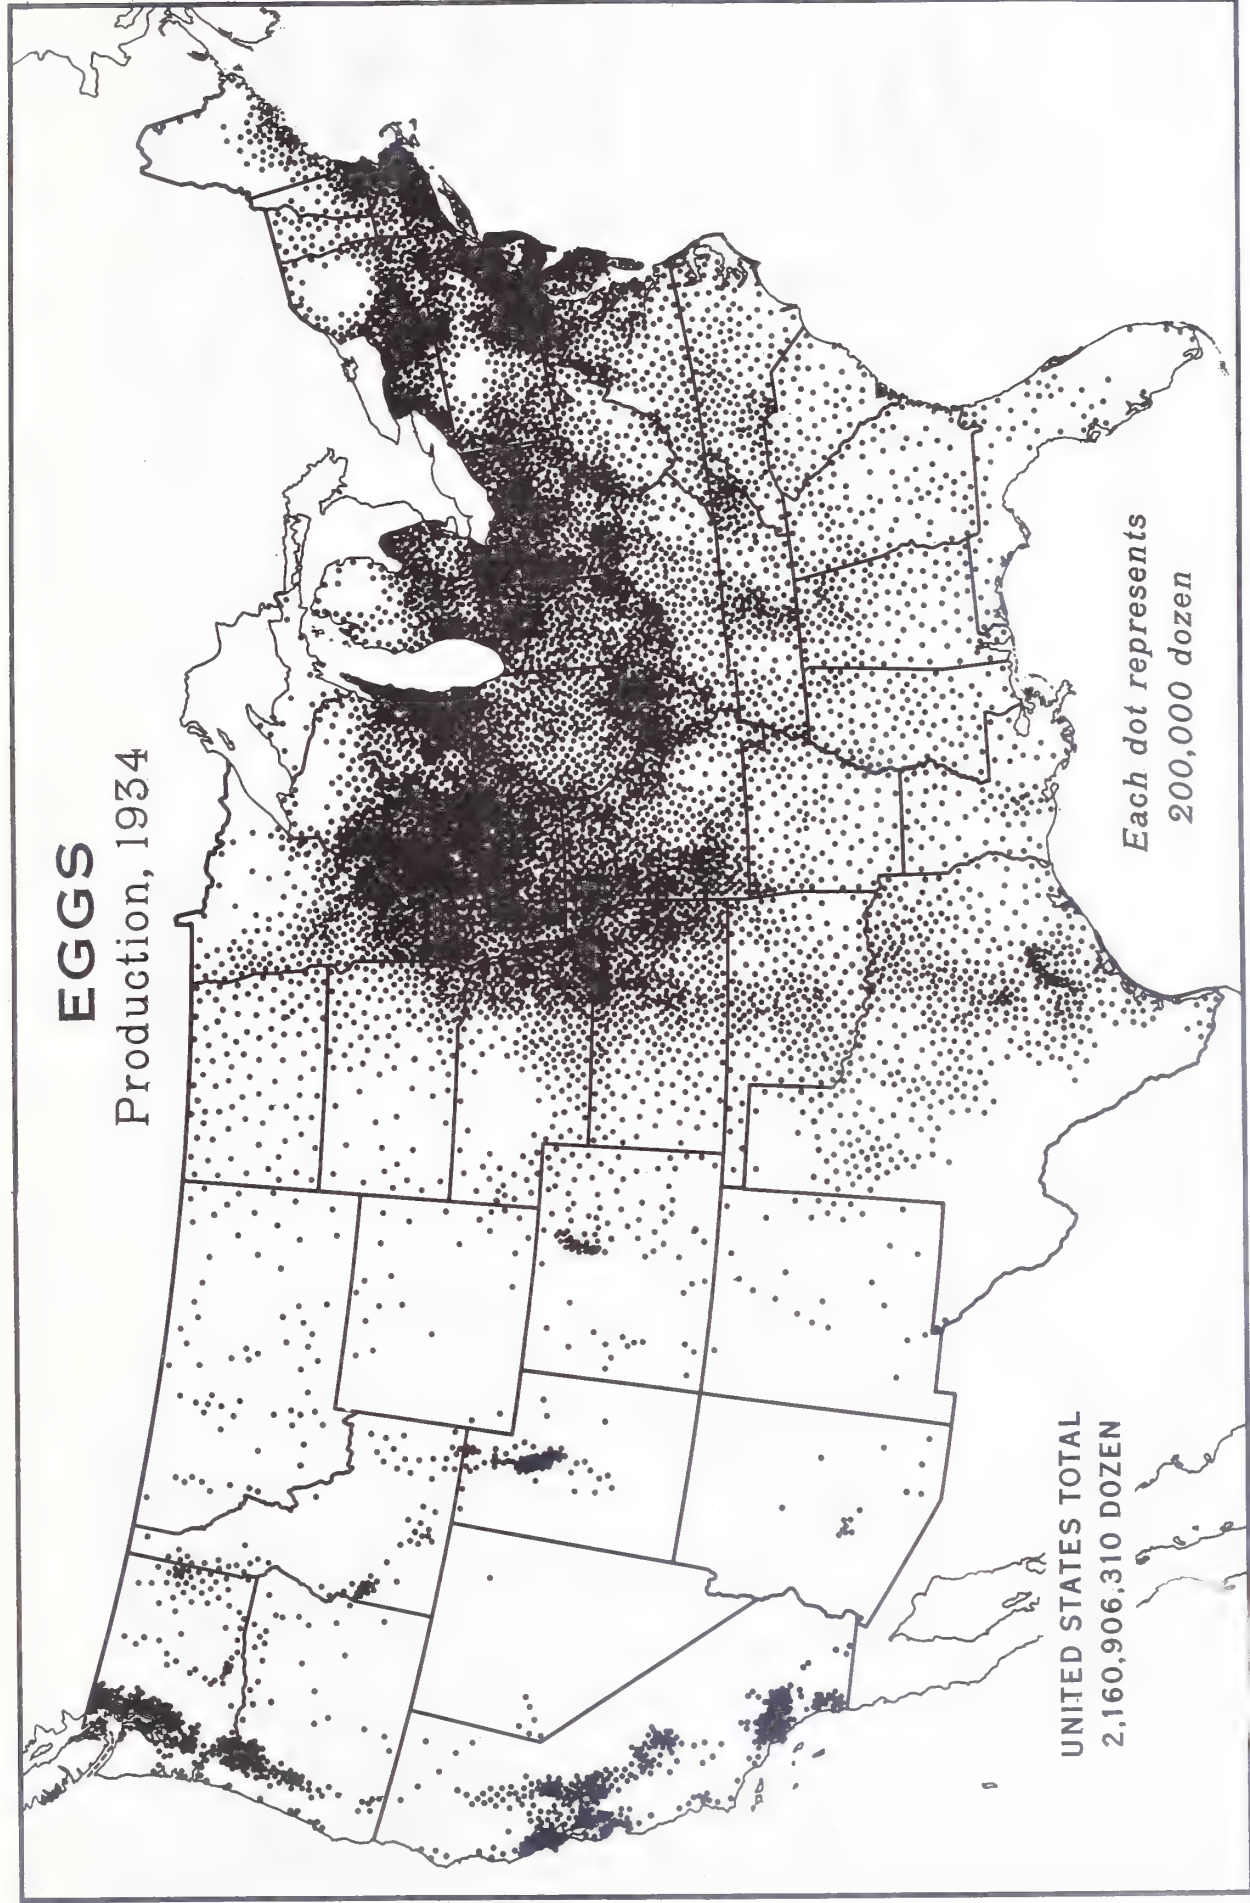 EGGS
Production, 1934
Each dot represents
200,000 dozen
UNITED STATES TOTAL
2,160,906,310 DOZEN